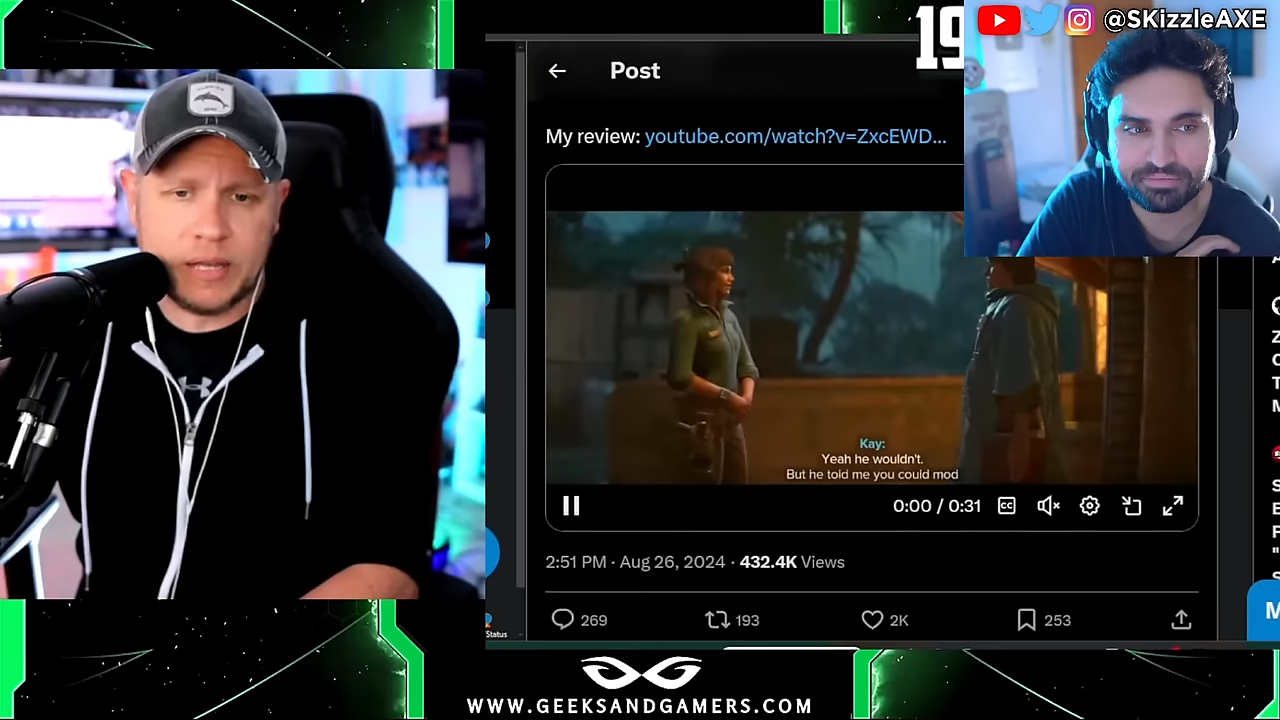 @SKizzleAXE
19
Post
My review: youtube.com/watch?v=ZxcEWD...
Kay:
Yeah he wouldn't.
But he told me you could mod
0:00 / 0:31
CC
2:51 PM · Aug 26, 2024 · 432.4K Views
269
193
2K
253
Status
WWW.GEEKSANDGAMERS.COM